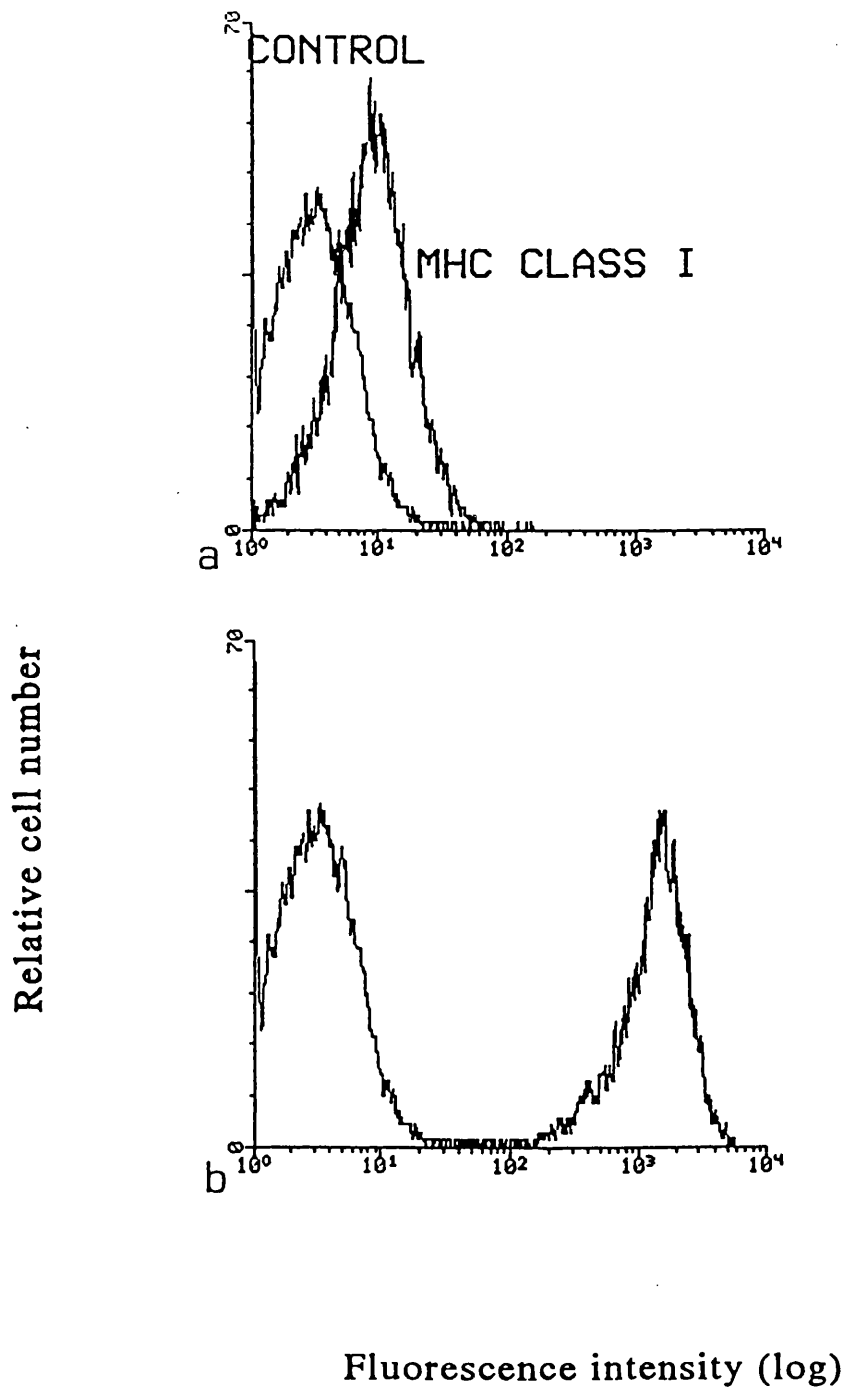 70
CONTROL
MHC CLASS I
0
a
10⁰ 10¹ 10² 10³ 10⁴
Relative cell number
70
0
b
10⁰ 10¹ 10² 10³ 10⁴
Fluorescence intensity (log)